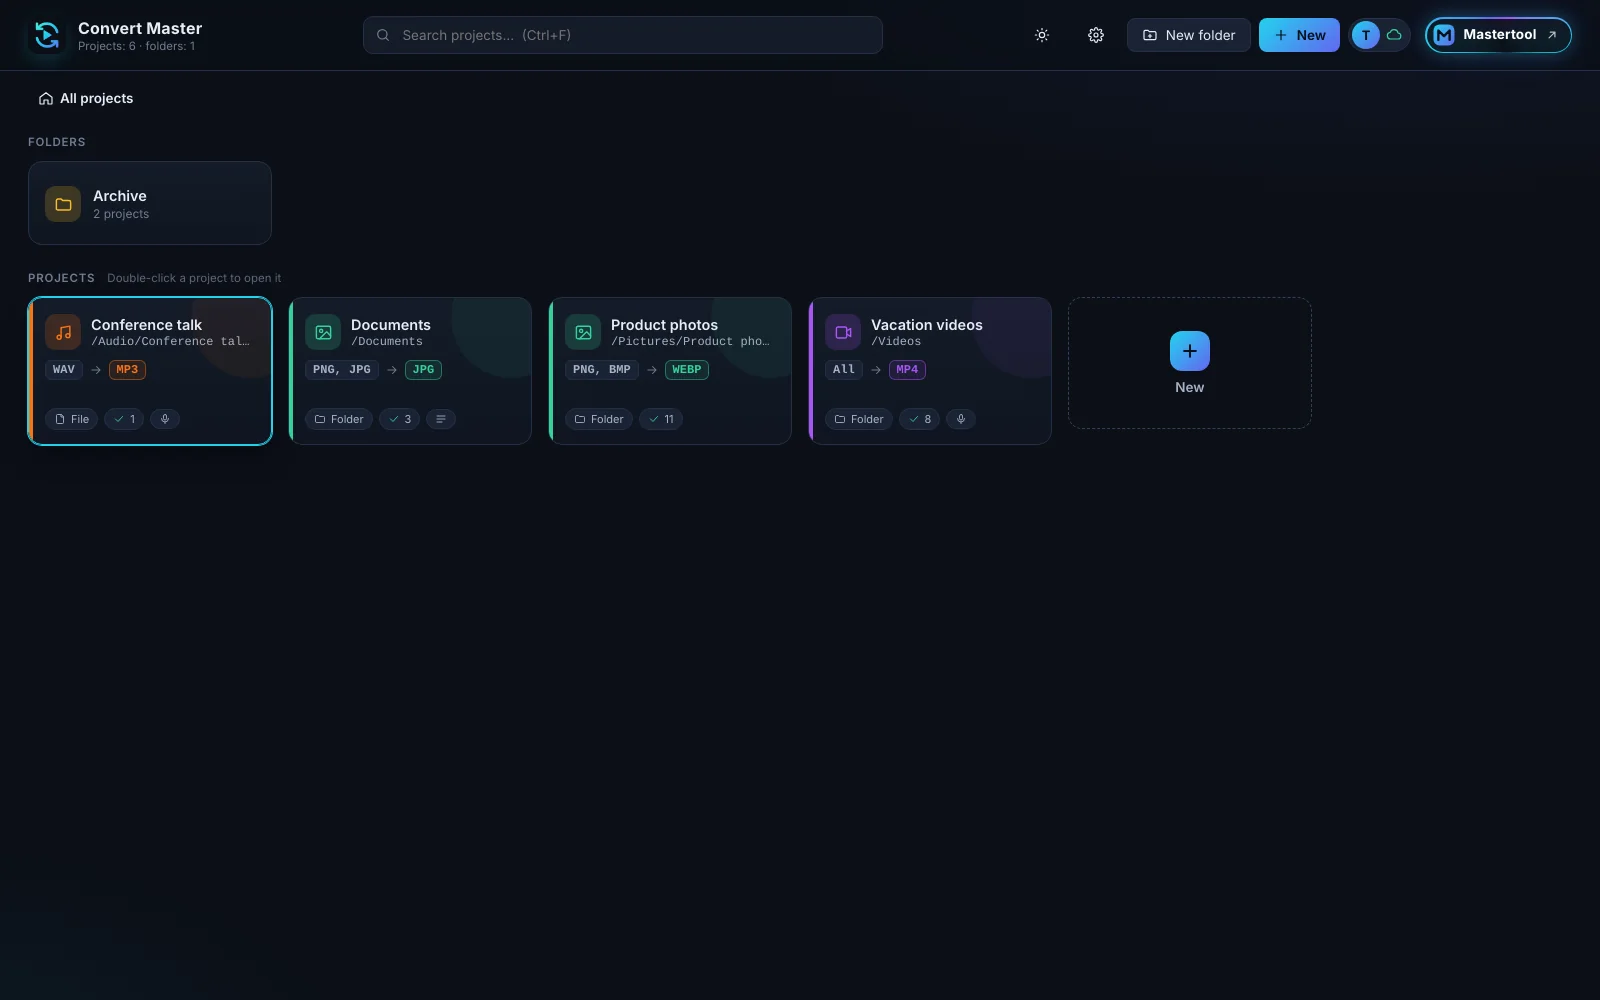 Convert Master
Projects: 6 · folders: 1
Search projects... (Ctrl+F)
New folder
New
T
Mastertool
All projects
FOLDERS
Archive
2 projects
PROJECTS Double-click a project to open it
Conference talk
/Audio/Conference tal…
WAV → MP3
File
1
Documents
/Documents
PNG, JPG → JPG
Folder
3
Product photos
/Pictures/Product pho…
PNG, BMP → WEBP
Folder
11
Vacation videos
/Videos
All → MP4
Folder
8
New